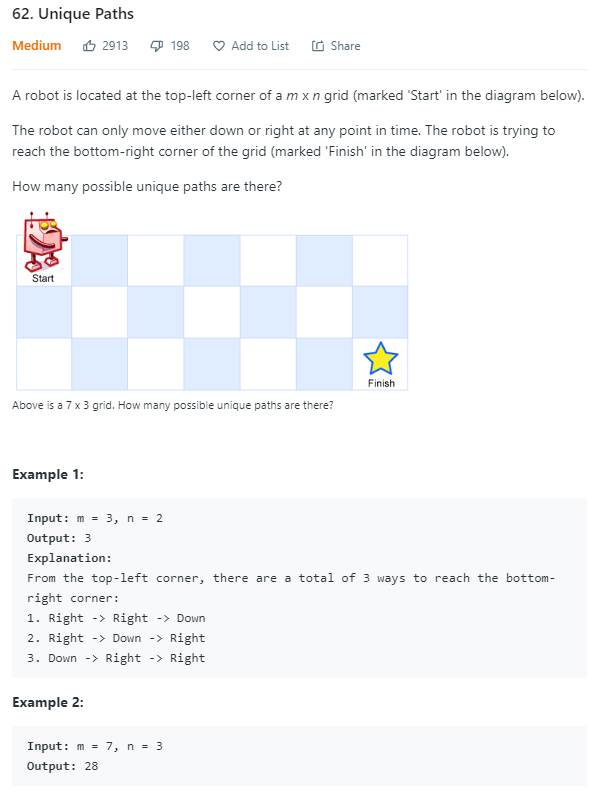 62. Unique Paths
Medium 2913 198 Add to List Share
A robot is located at the top-left corner of a m x n grid (marked 'Start' in the diagram below).
The robot can only move either down or right at any point in time. The robot is trying to
reach the bottom-right corner of the grid (marked 'Finish' in the diagram below).
How many possible unique paths are there?
Start
Finish
Above is a 7 x 3 grid. How many possible unique paths are there?
Example 1:
Input: m = 3, n = 2
Output: 3
Explanation:
From the top-left corner, there are a total of 3 ways to reach the bottom-
right corner:
1. Right -> Right -> Down
2. Right -> Down -> Right
3. Down -> Right -> Right
Example 2:
Input: m = 7, n = 3
Output: 28